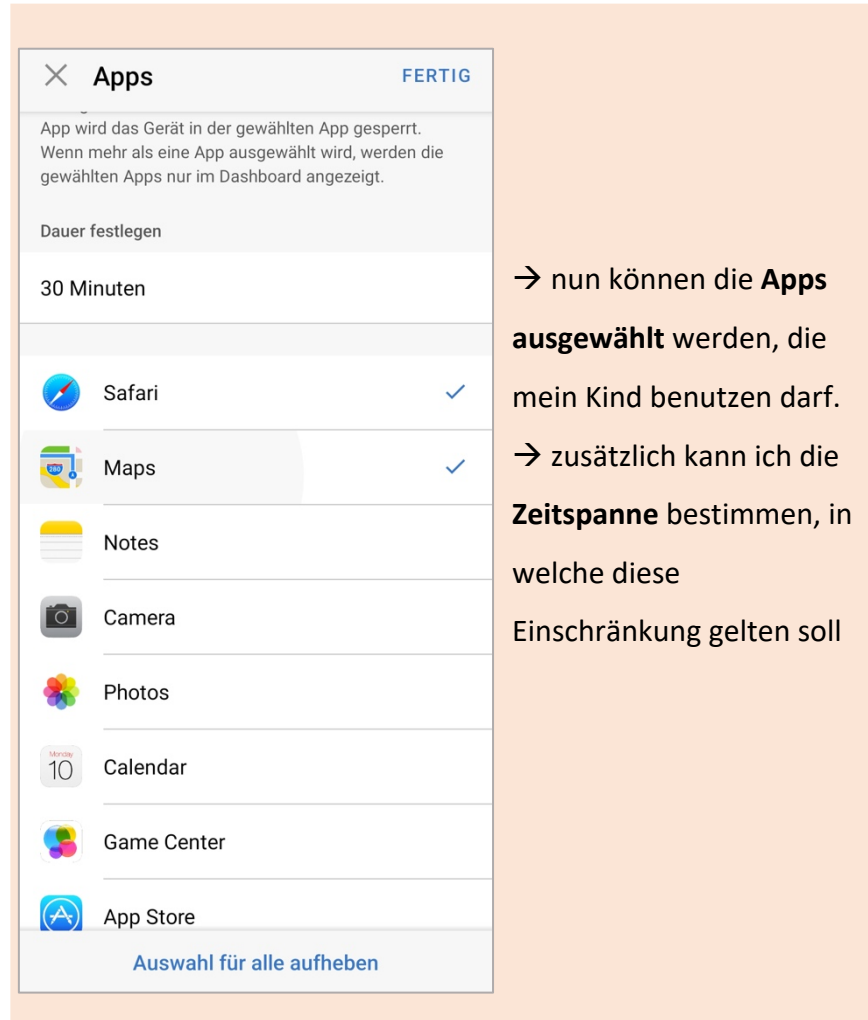 Apps
FERTIG
App wird das Gerät in der gewählten App gesperrt.
Wenn mehr als eine App ausgewählt wird, werden die
gewählten Apps nur im Dashboard angezeigt.
Dauer festlegen
30 Minuten
Safari
280
Maps
Notes
Camera
Photos
Monday
10
Calendar
Game Center
App Store
Auswahl für alle aufheben
→ nun können die Apps
ausgewählt werden, die
mein Kind benutzen darf.
→ zusätzlich kann ich die
Zeitspanne bestimmen, in
welche diese
Einschränkung gelten soll